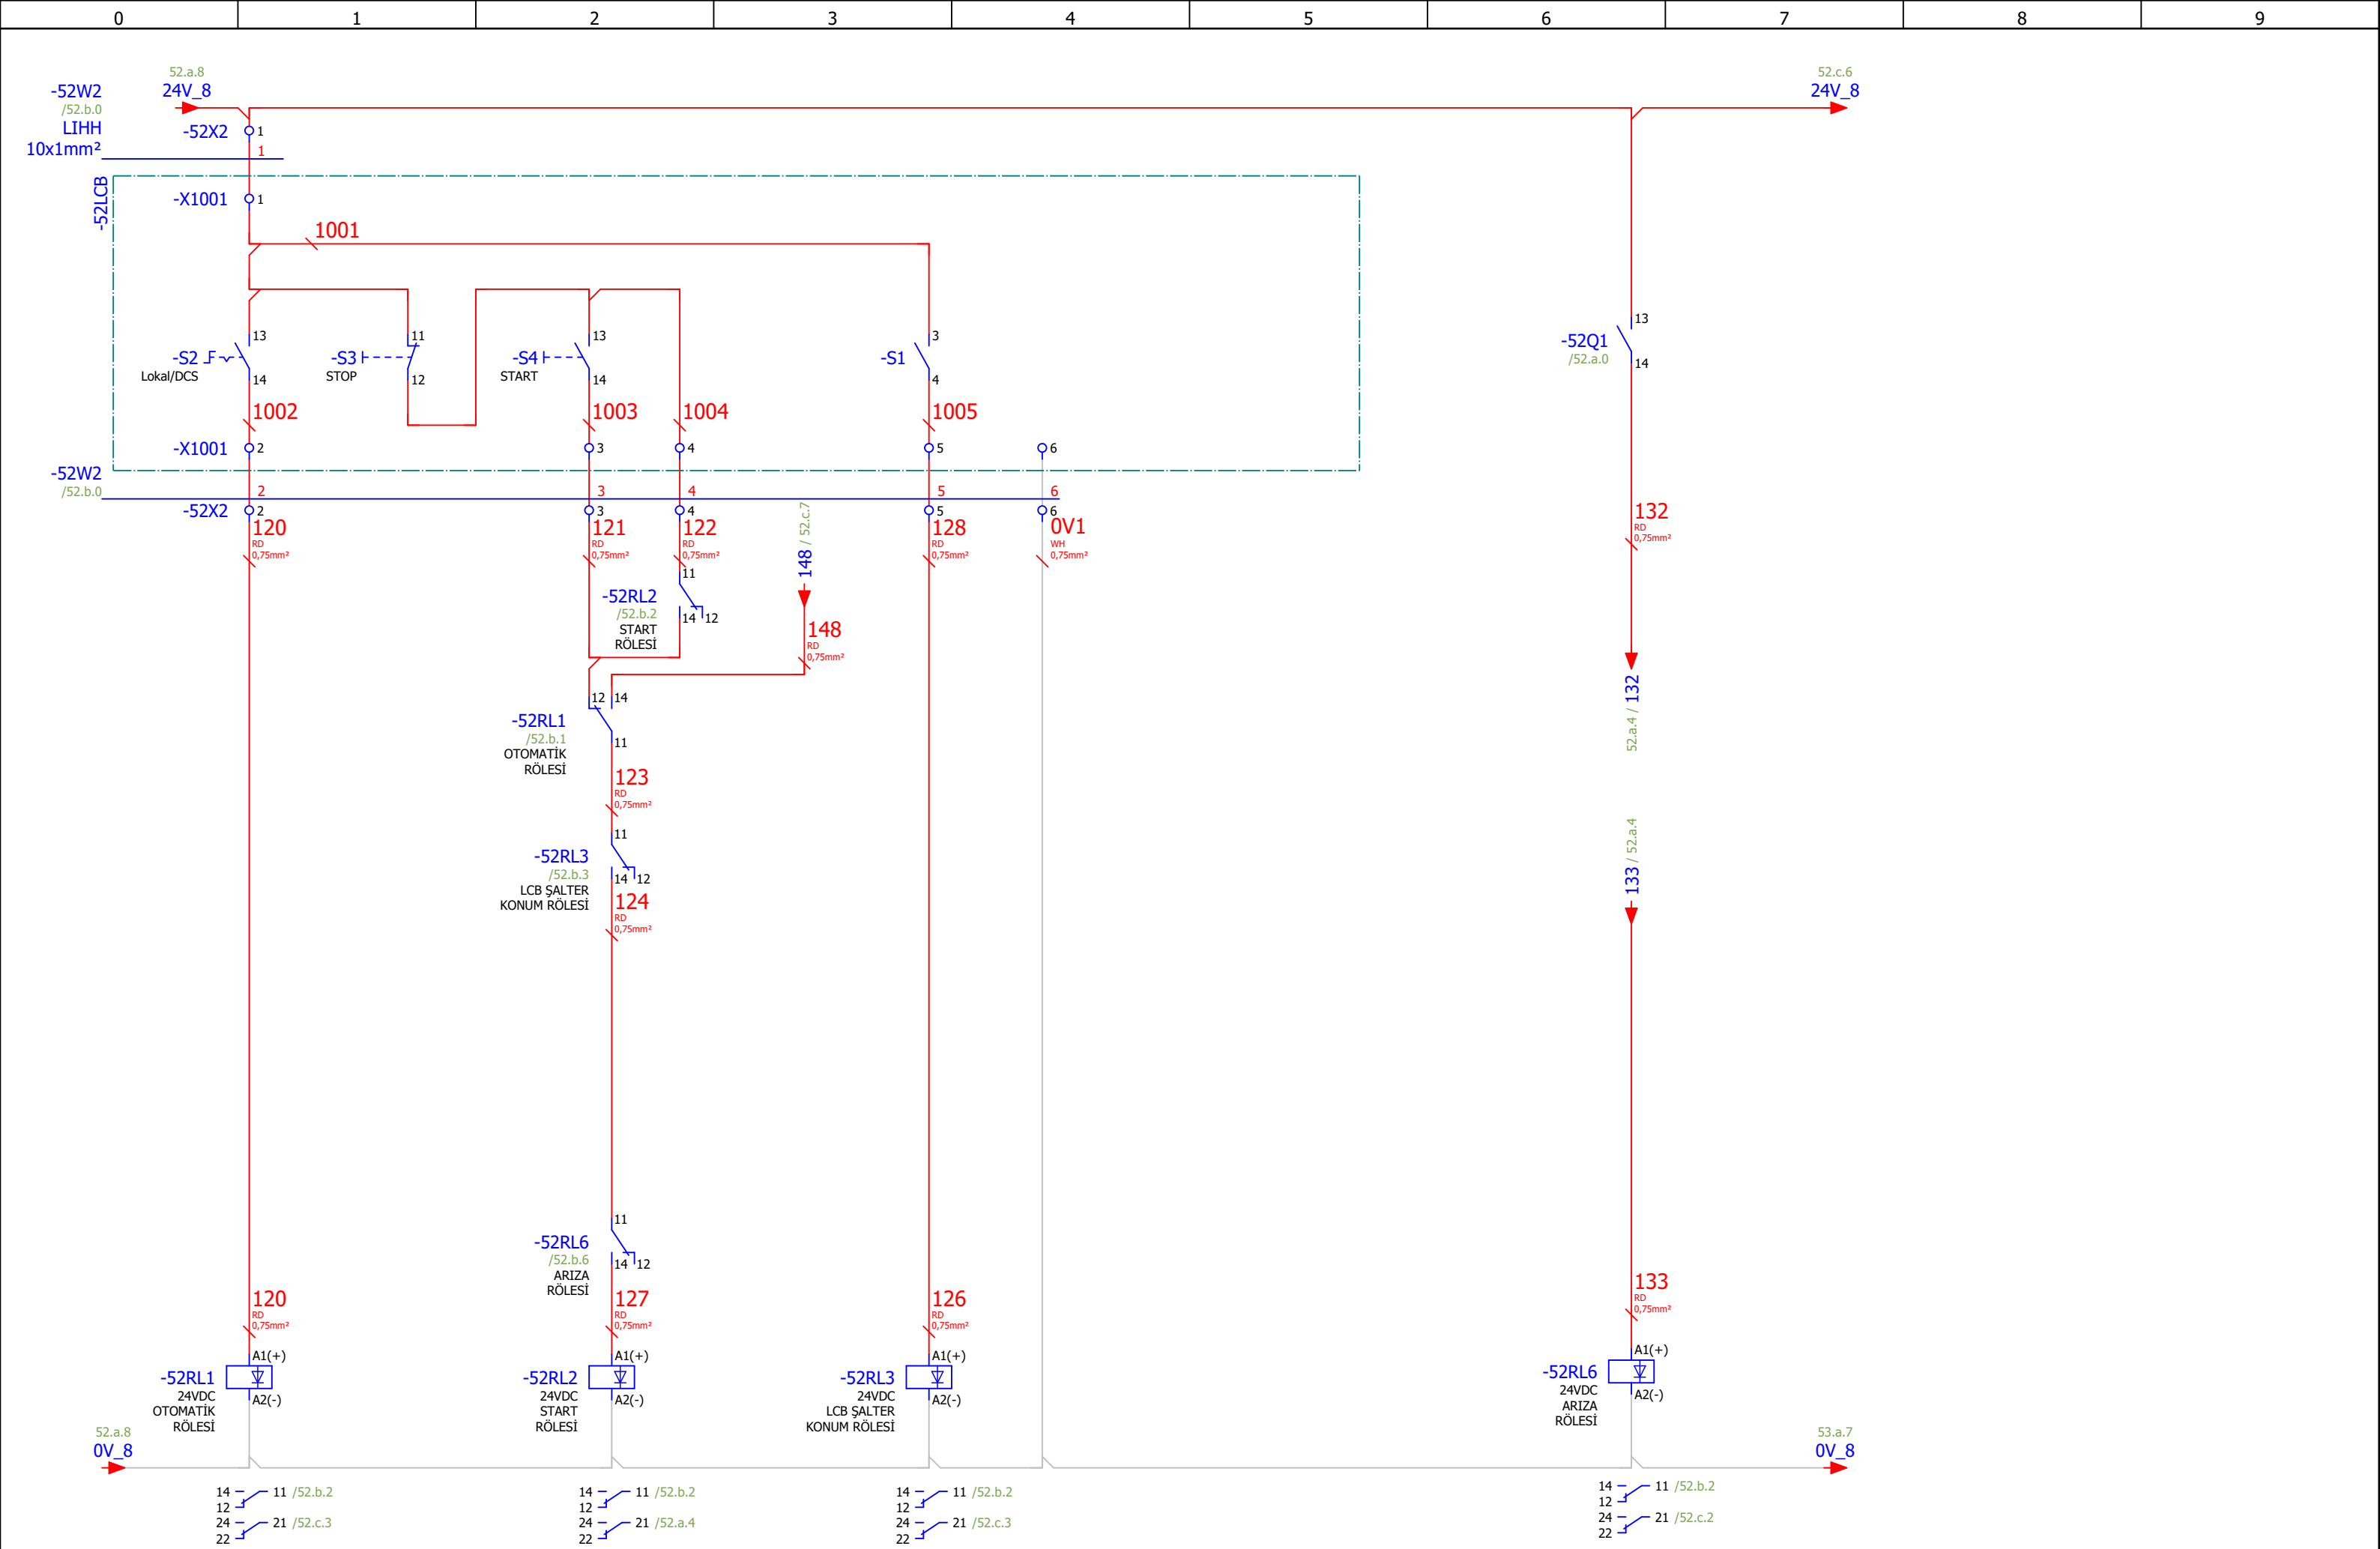 0 1 2 3 4 5 6 7 8 9
52.a.8
24V_8
52.c.6
24V_8
-52W2
/52.b.0
LIHH
10x1mm²
-52X2 1
1
-52LCB
-X1001 1
1001
-S2
Lokal/DCS
13
14
-S3
STOP
11
12
-S4
START
13
14
-S1
3
4
-52Q1
/52.a.0
13
14
1002
1003
1004
1005
-X1001 2 3 4 5 6
-52W2
/52.b.0
2 3 4 5 6
-52X2 2 3 4 5 6
120
RD
0,75mm²
121
RD
0,75mm²
122
RD
0,75mm²
148 / 52.c.7
128
RD
0,75mm²
0V1
WH
0,75mm²
132
RD
0,75mm²
-52RL2
/52.b.2
START
RÖLESİ
11
14 12
148
RD
0,75mm²
52.a.4 / 132
-52RL1
/52.b.1
OTOMATİK
RÖLESİ
12 14
11
123
RD
0,75mm²
-52RL3
/52.b.3
LCB ŞALTER
KONUM RÖLESİ
11
14 12
124
RD
0,75mm²
133 / 52.a.4
-52RL6
/52.b.6
ARIZA
RÖLESİ
11
14 12
120
RD
0,75mm²
127
RD
0,75mm²
126
RD
0,75mm²
133
RD
0,75mm²
-52RL1
24VDC
OTOMATİK
RÖLESİ
A1(+)
A2(-)
-52RL2
24VDC
START
RÖLESİ
A1(+)
A2(-)
-52RL3
24VDC
LCB ŞALTER
KONUM RÖLESİ
A1(+)
A2(-)
-52RL6
24VDC
ARIZA
RÖLESİ
A1(+)
A2(-)
52.a.8
0V_8
53.a.7
0V_8
14 11 /52.b.2
12
24 21 /52.c.3
22
14 11 /52.b.2
12
24 21 /52.a.4
22
14 11 /52.b.2
12
24 21 /52.c.3
22
14 11 /52.b.2
12
24 21 /52.c.2
22